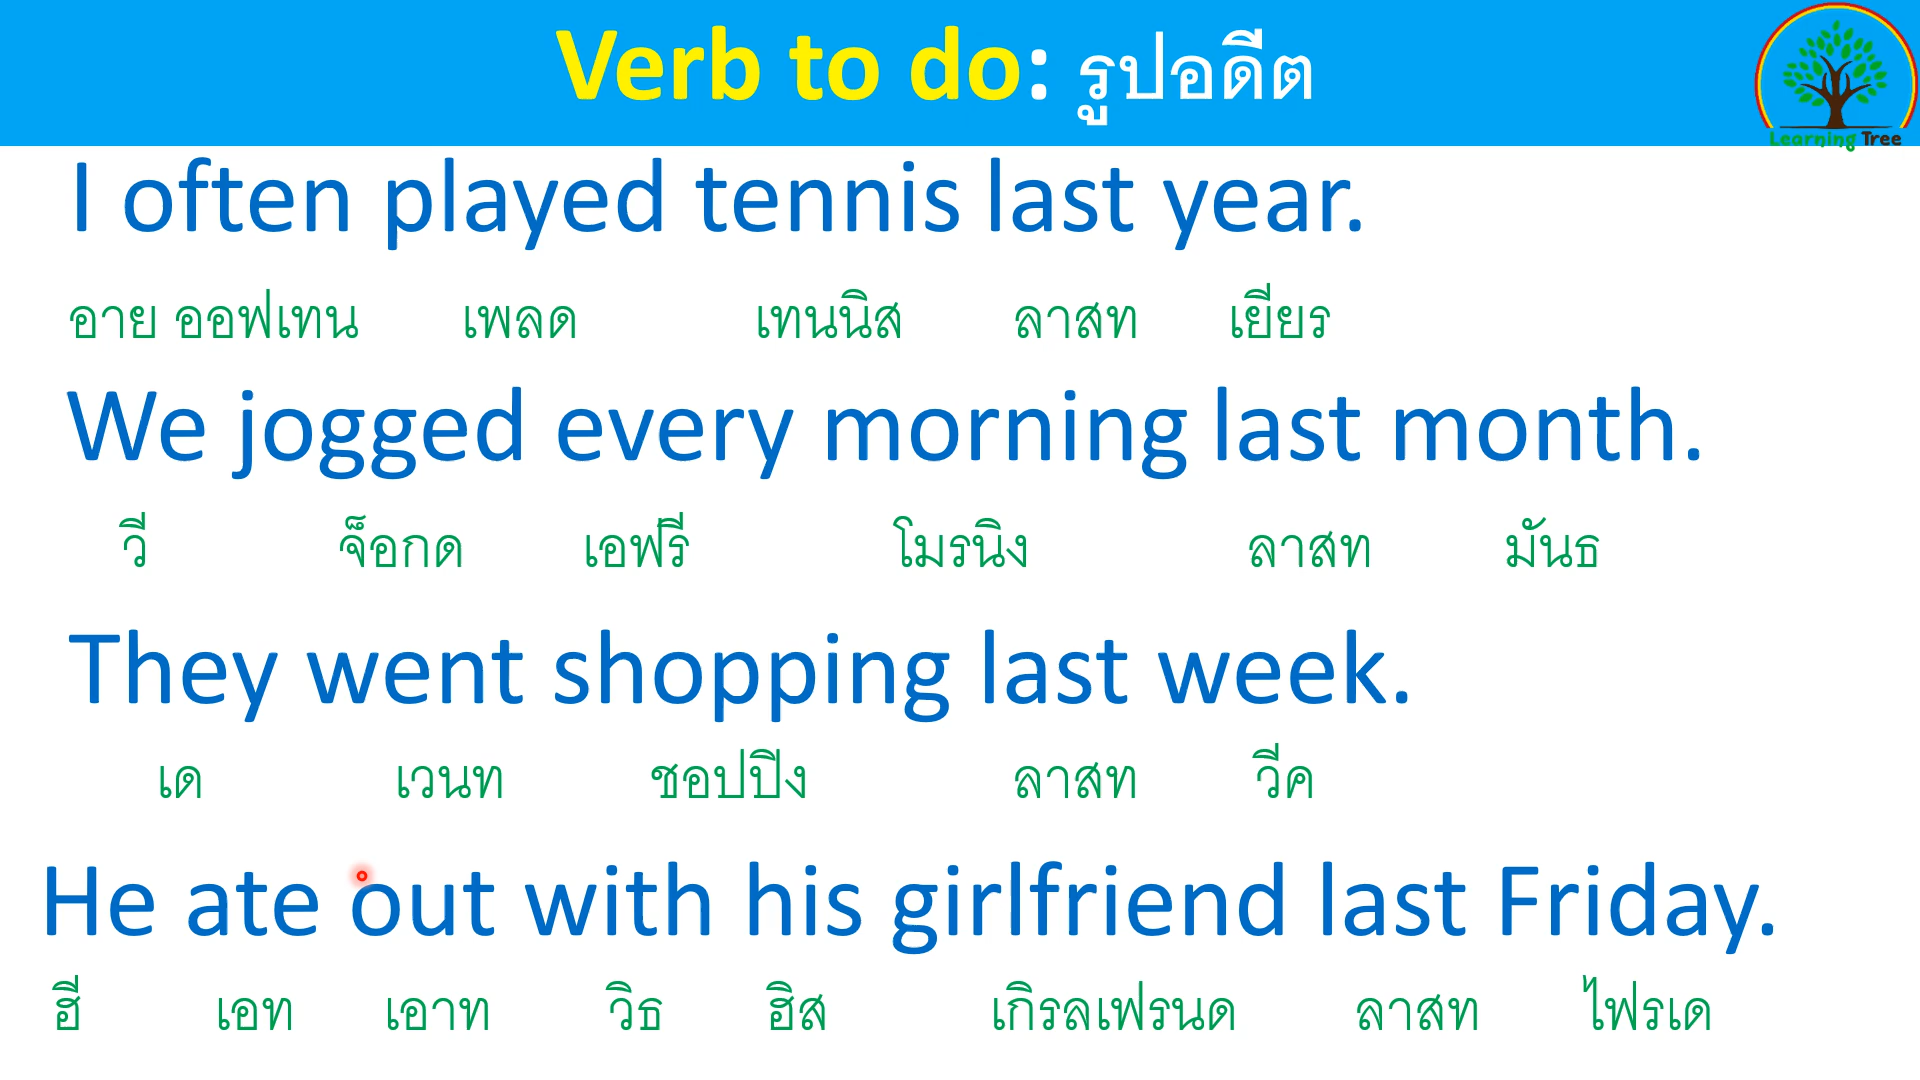 Verb to do: รูปอดีต
Learning Tree
I often played tennis last year.
อาย ออฟเทน เพลด เทนนิส ลาสท เยียร
We jogged every morning last month.
วี จ็อกด เอฟรี โมรนิง ลาสท มันธ
They went shopping last week.
เด เวนท ชอปปิง ลาสท วีค
He ate out with his girlfriend last Friday.
ฮี เอท เอาท วิธ ฮิส เกิรลเฟรนด ลาสท ไฟรเด